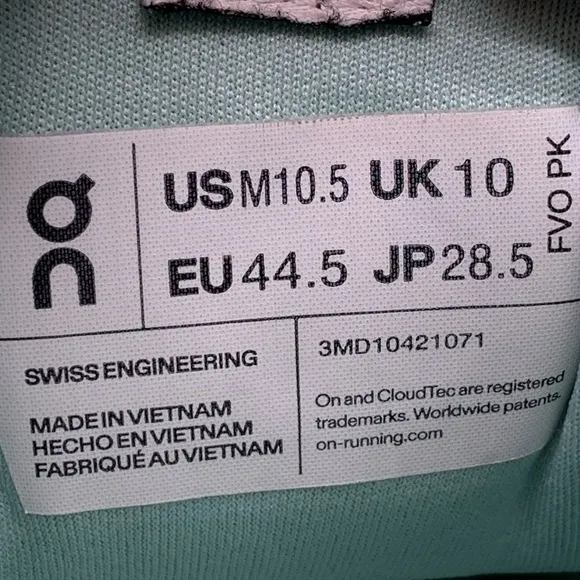 On
US M10.5 UK 10
EU 44.5 JP 28.5
FVO PK
SWISS ENGINEERING
MADE IN VIETNAM
HECHO EN VIETNAM
FABRIQUÉ AU VIETNAM
3MD10421071
On and CloudTec are registered
trademarks. Worldwide patents.
on-running.com